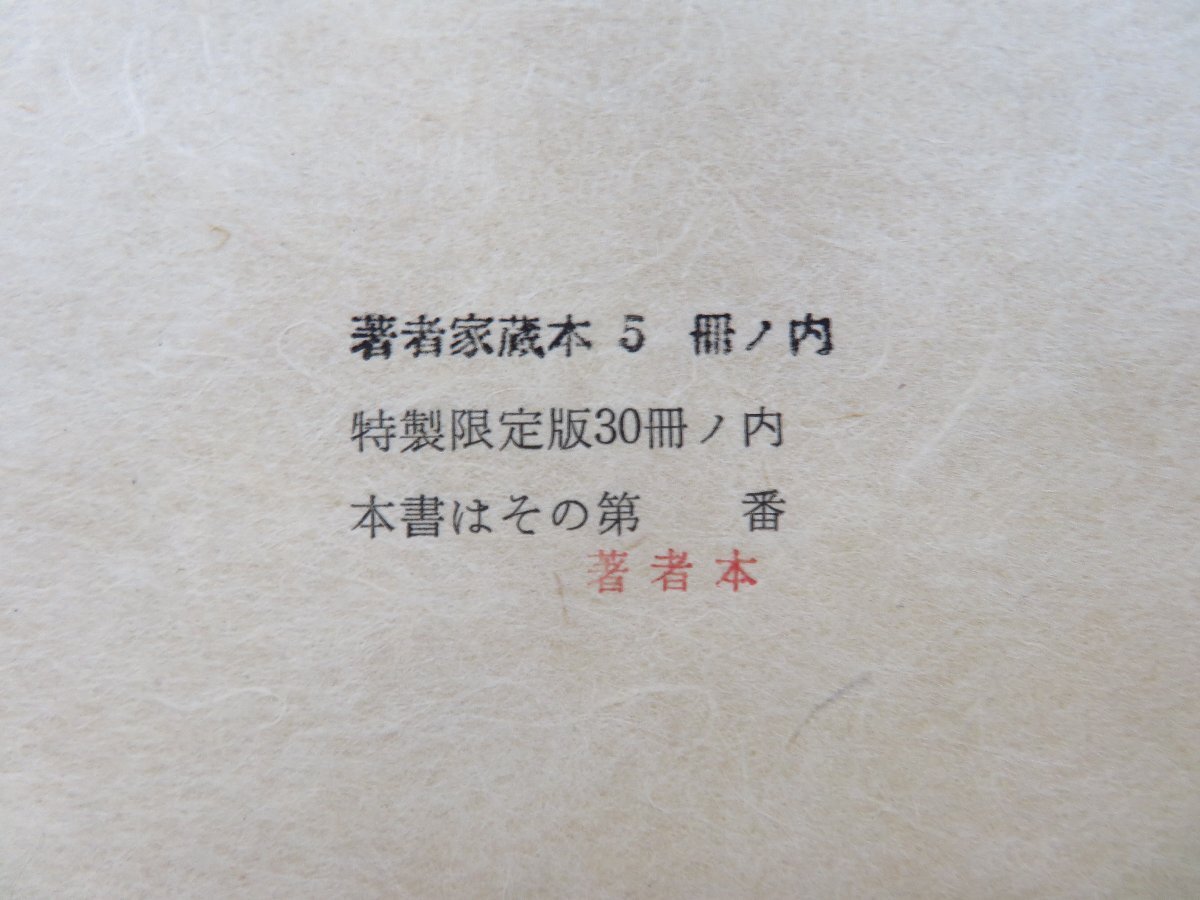 著者家蔵本 5 冊ノ内
特製限定版30冊ノ内
本書はその第　　番
著者本